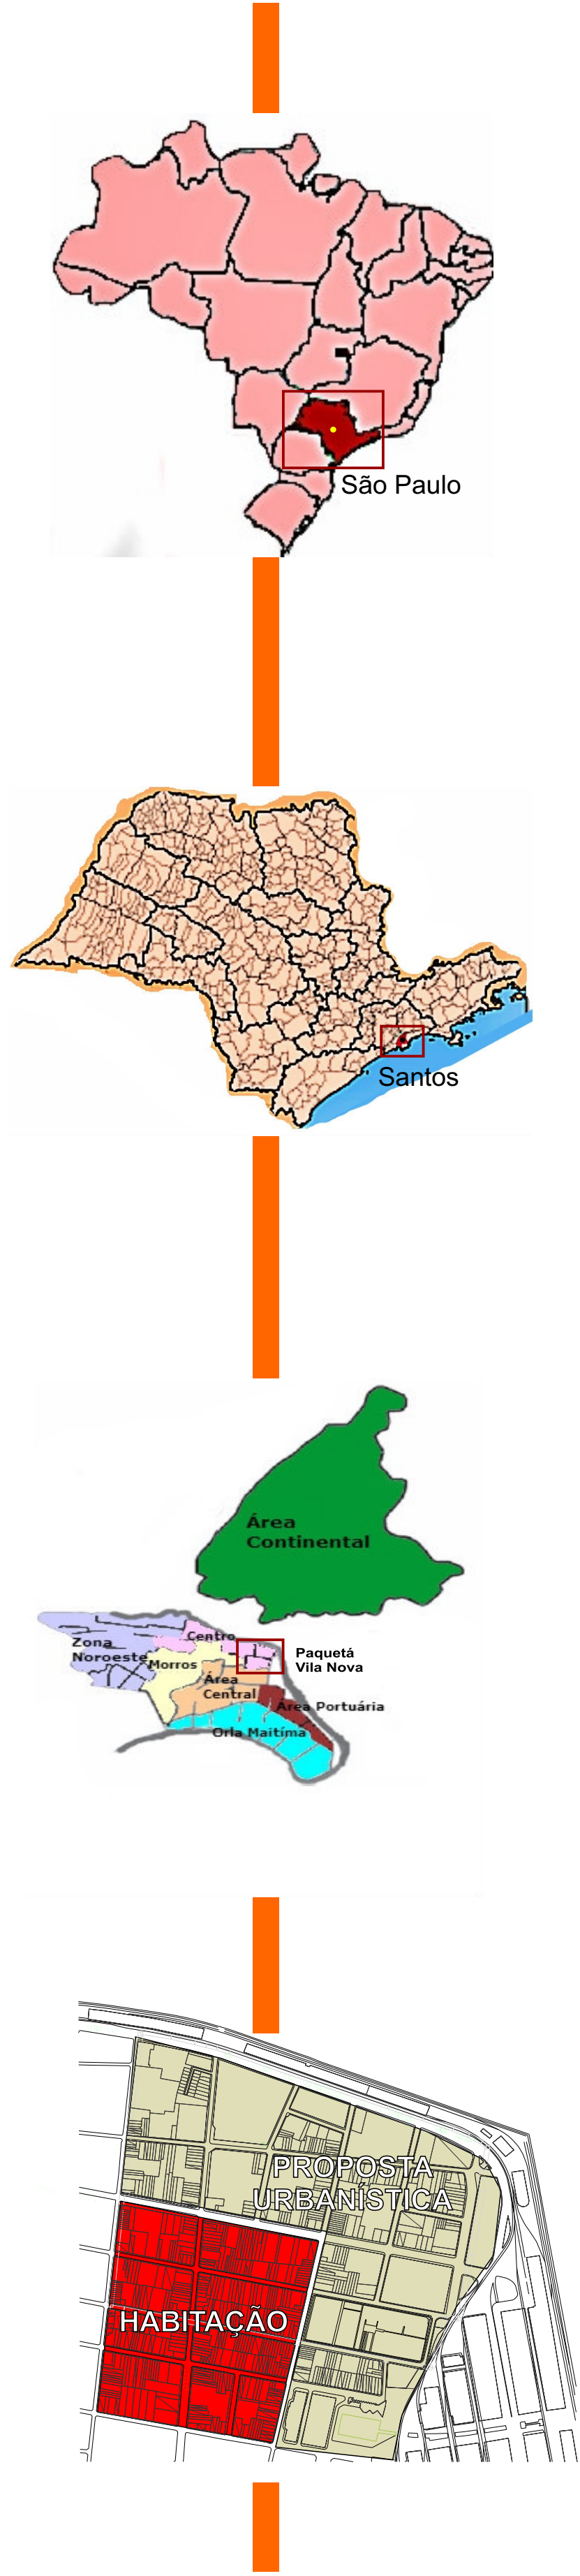 São Paulo
Santos
Área
Continental
Zona
Noroeste
Centro
Morros
Paquetá
Vila Nova
Área
Central
Área Portuária
Orla Maitíma
PROPOSTA
URBANÍSTICA
HABITAÇÃO